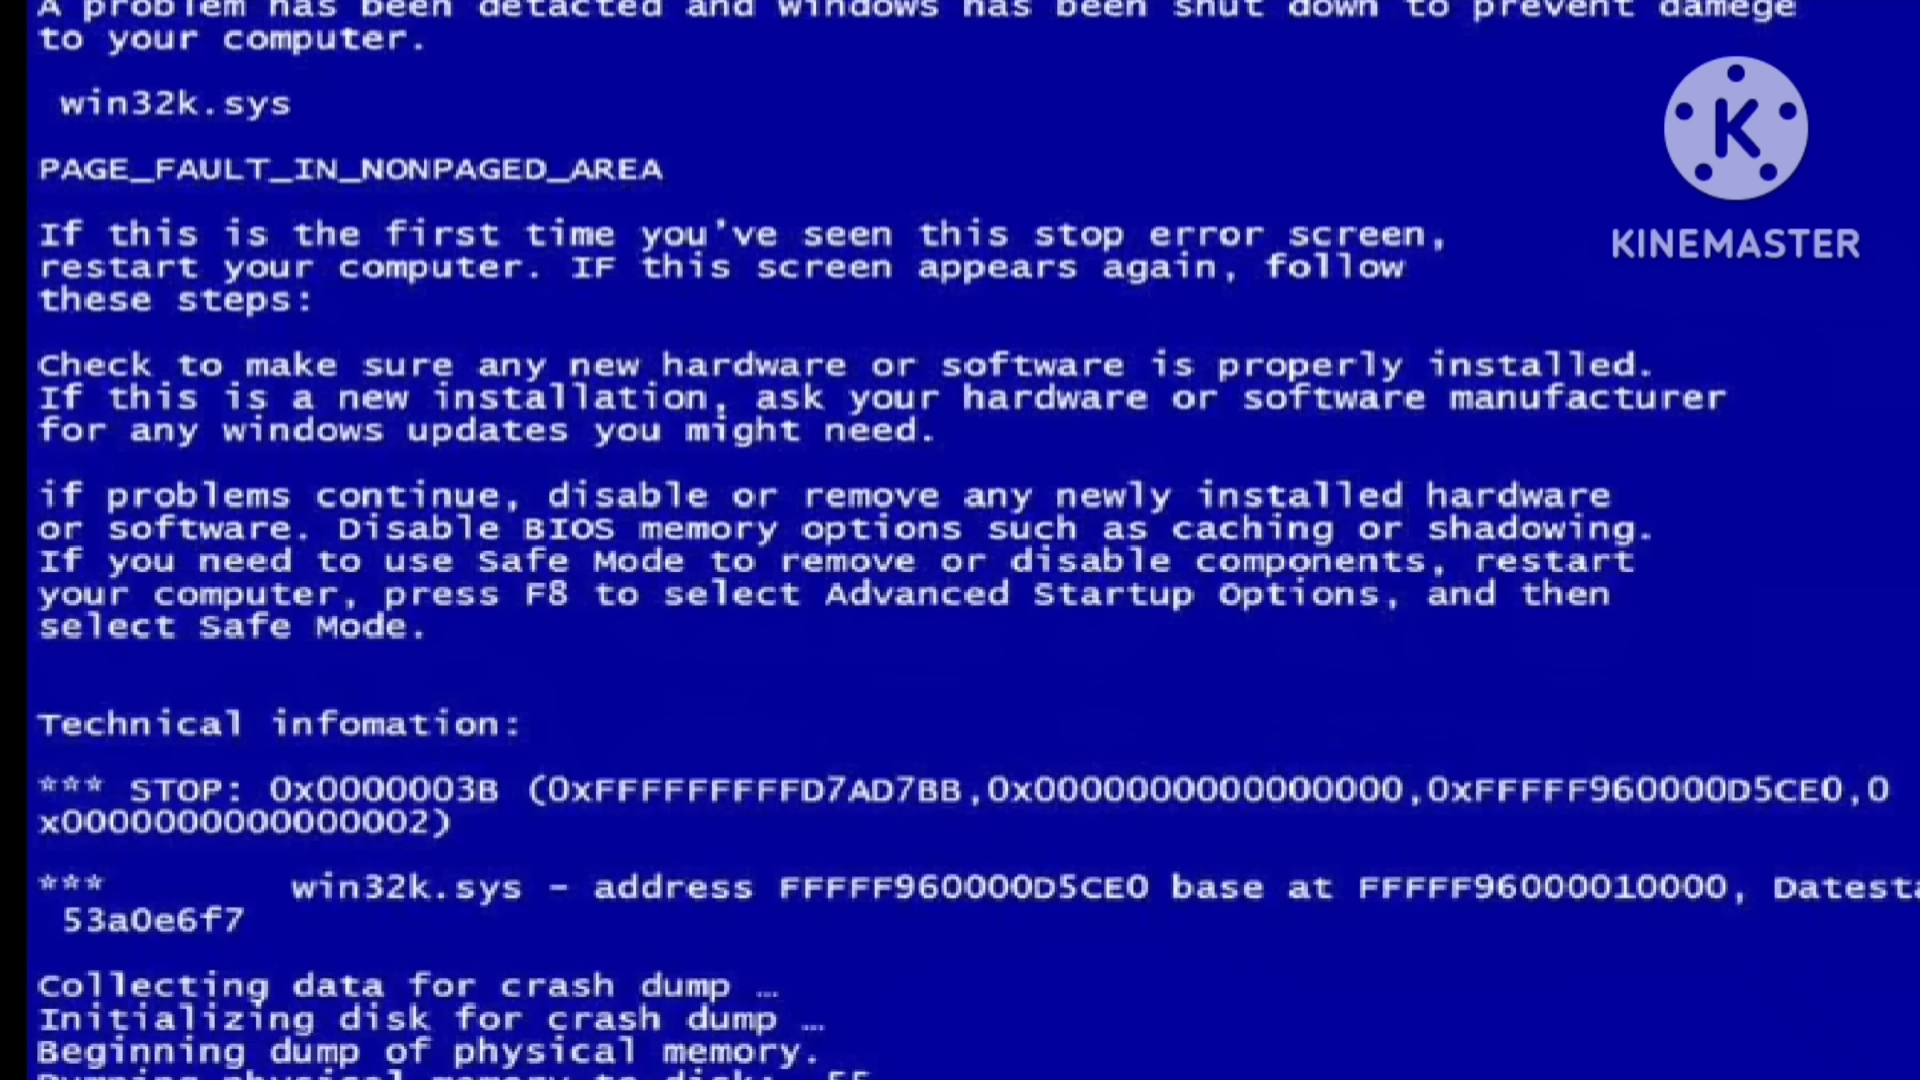 A problem has been detacted and windows has been shut down to prevent damege
to your computer.
win32k.sys
K
KINEMASTER
PAGE_FAULT_IN_NONPAGED_AREA
If this is the first time you've seen this stop error screen,
restart your computer. IF this screen appears again, follow
these steps:
Check to make sure any new hardware or software is properly installed.
If this is a new installation, ask your hardware or software manufacturer
for any windows updates you might need.
if problems continue, disable or remove any newly installed hardware
or software. Disable BIOS memory options such as caching or shadowing.
If you need to use Safe Mode to remove or disable components, restart
your computer, press F8 to select Advanced Startup Options, and then
select Safe Mode.
Technical infomation:
*** STOP: 0x0000003B (0xFFFFFFFFFD7AD7BB,0x0000000000000000,0xFFFFF960000D5CE0,0
x0000000000000002)
*** win32k.sys - address FFFFF960000D5CE0 base at FFFFF96000010000, Datesta
53a0e6f7
Collecting data for crash dump …
Initializing disk for crash dump …
Beginning dump of physical memory.
Dumping physical memory to disk: 55